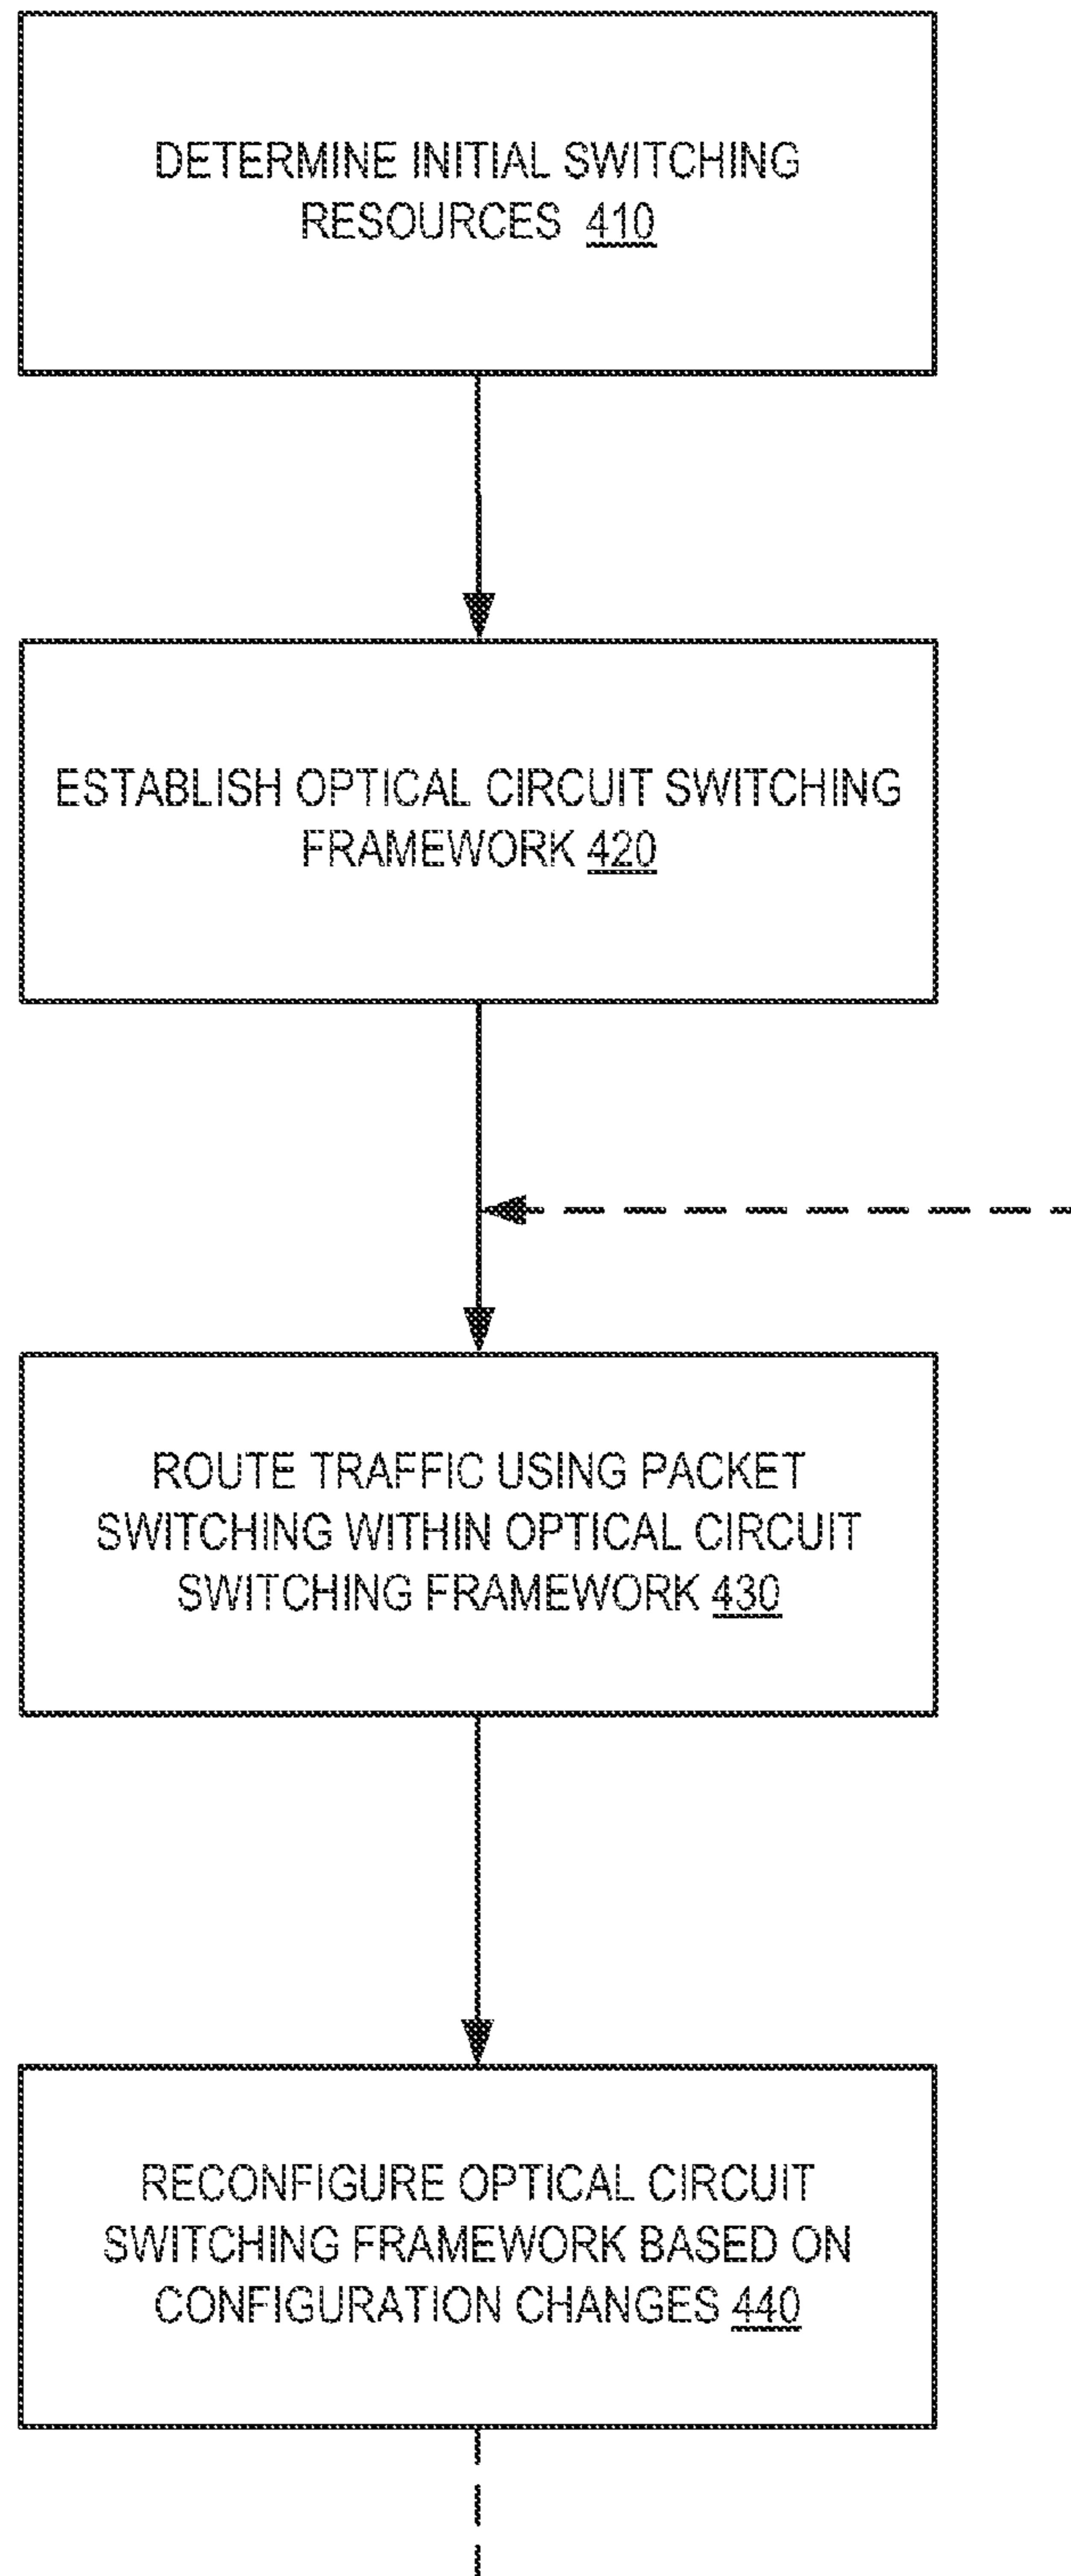 DETERMINE INITIAL SWITCHING
RESOURCES 410
ESTABLISH OPTICAL CIRCUIT SWITCHING
FRAMEWORK 420
ROUTE TRAFFIC USING PACKET
SWITCHING WITHIN OPTICAL CIRCUIT
SWITCHING FRAMEWORK 430
RECONFIGURE OPTICAL CIRCUIT
SWITCHING FRAMEWORK BASED ON
CONFIGURATION CHANGES 440